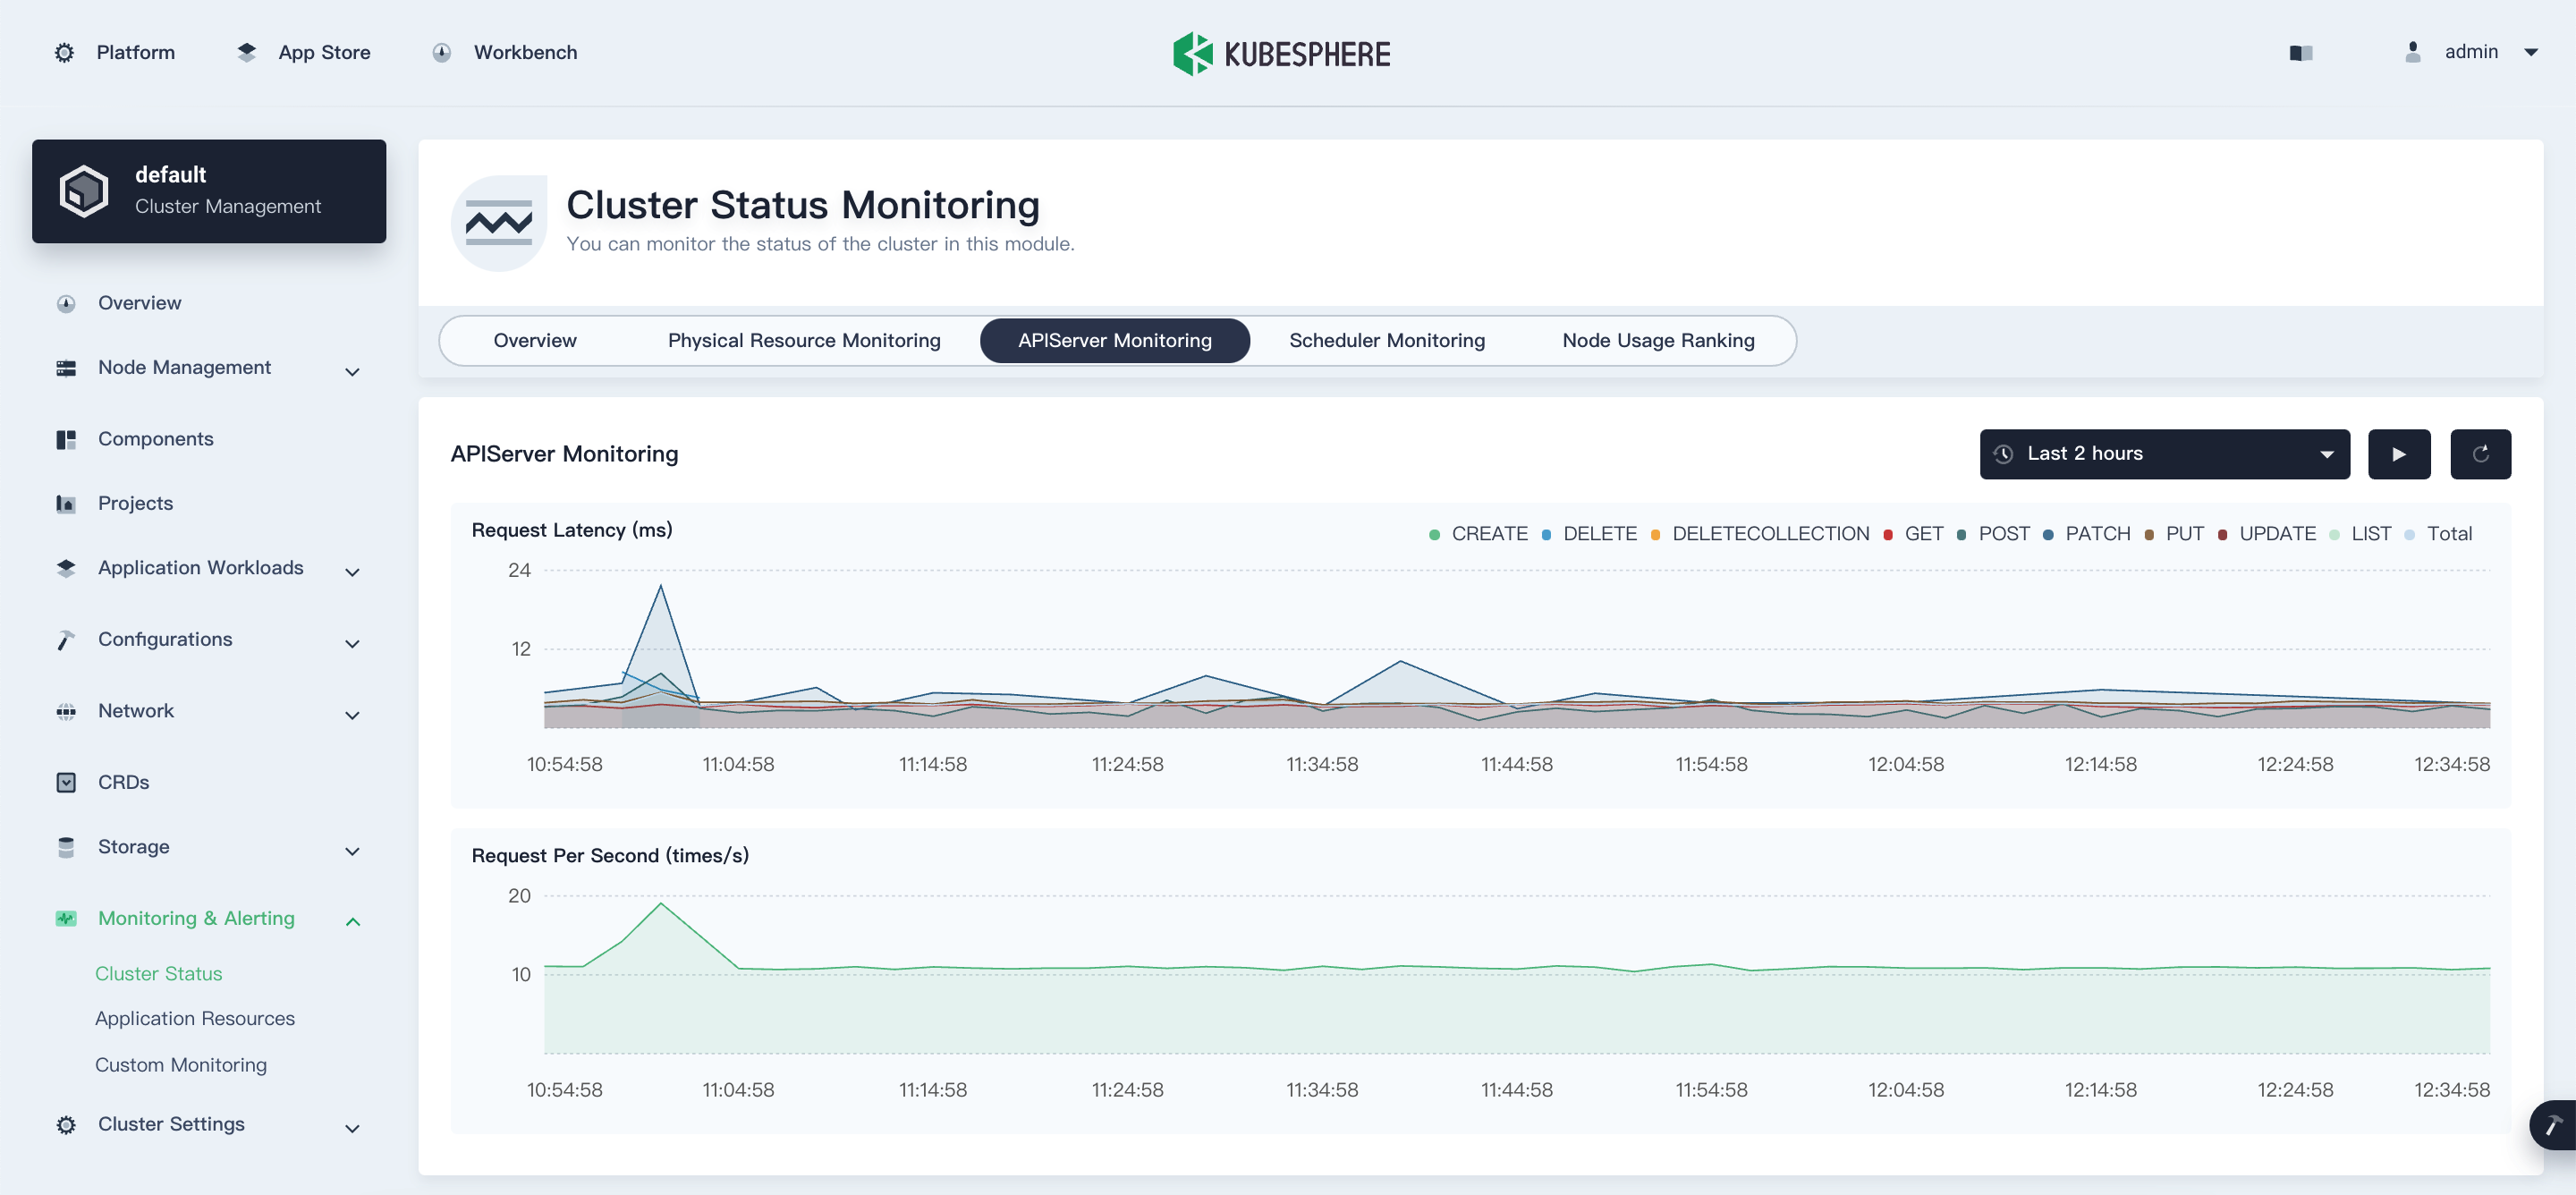 Platform
App Store
Workbench
KUBESPHERE
admin
default
Cluster Management
Overview
Node Management
Components
Projects
Application Workloads
Configurations
Network
CRDs
Storage
Monitoring & Alerting
Cluster Status
Application Resources
Custom Monitoring
Cluster Settings
Cluster Status Monitoring
You can monitor the status of the cluster in this module.
Overview
Physical Resource Monitoring
APIServer Monitoring
Scheduler Monitoring
Node Usage Ranking
APIServer Monitoring
Last 2 hours
Request Latency (ms)
CREATE DELETE DELETECOLLECTION GET POST PATCH PUT UPDATE LIST Total
24
12
10:54:58 11:04:58 11:14:58 11:24:58 11:34:58 11:44:58 11:54:58 12:04:58 12:14:58 12:24:58 12:34:58
Request Per Second (times/s)
20
10
10:54:58 11:04:58 11:14:58 11:24:58 11:34:58 11:44:58 11:54:58 12:04:58 12:14:58 12:24:58 12:34:58